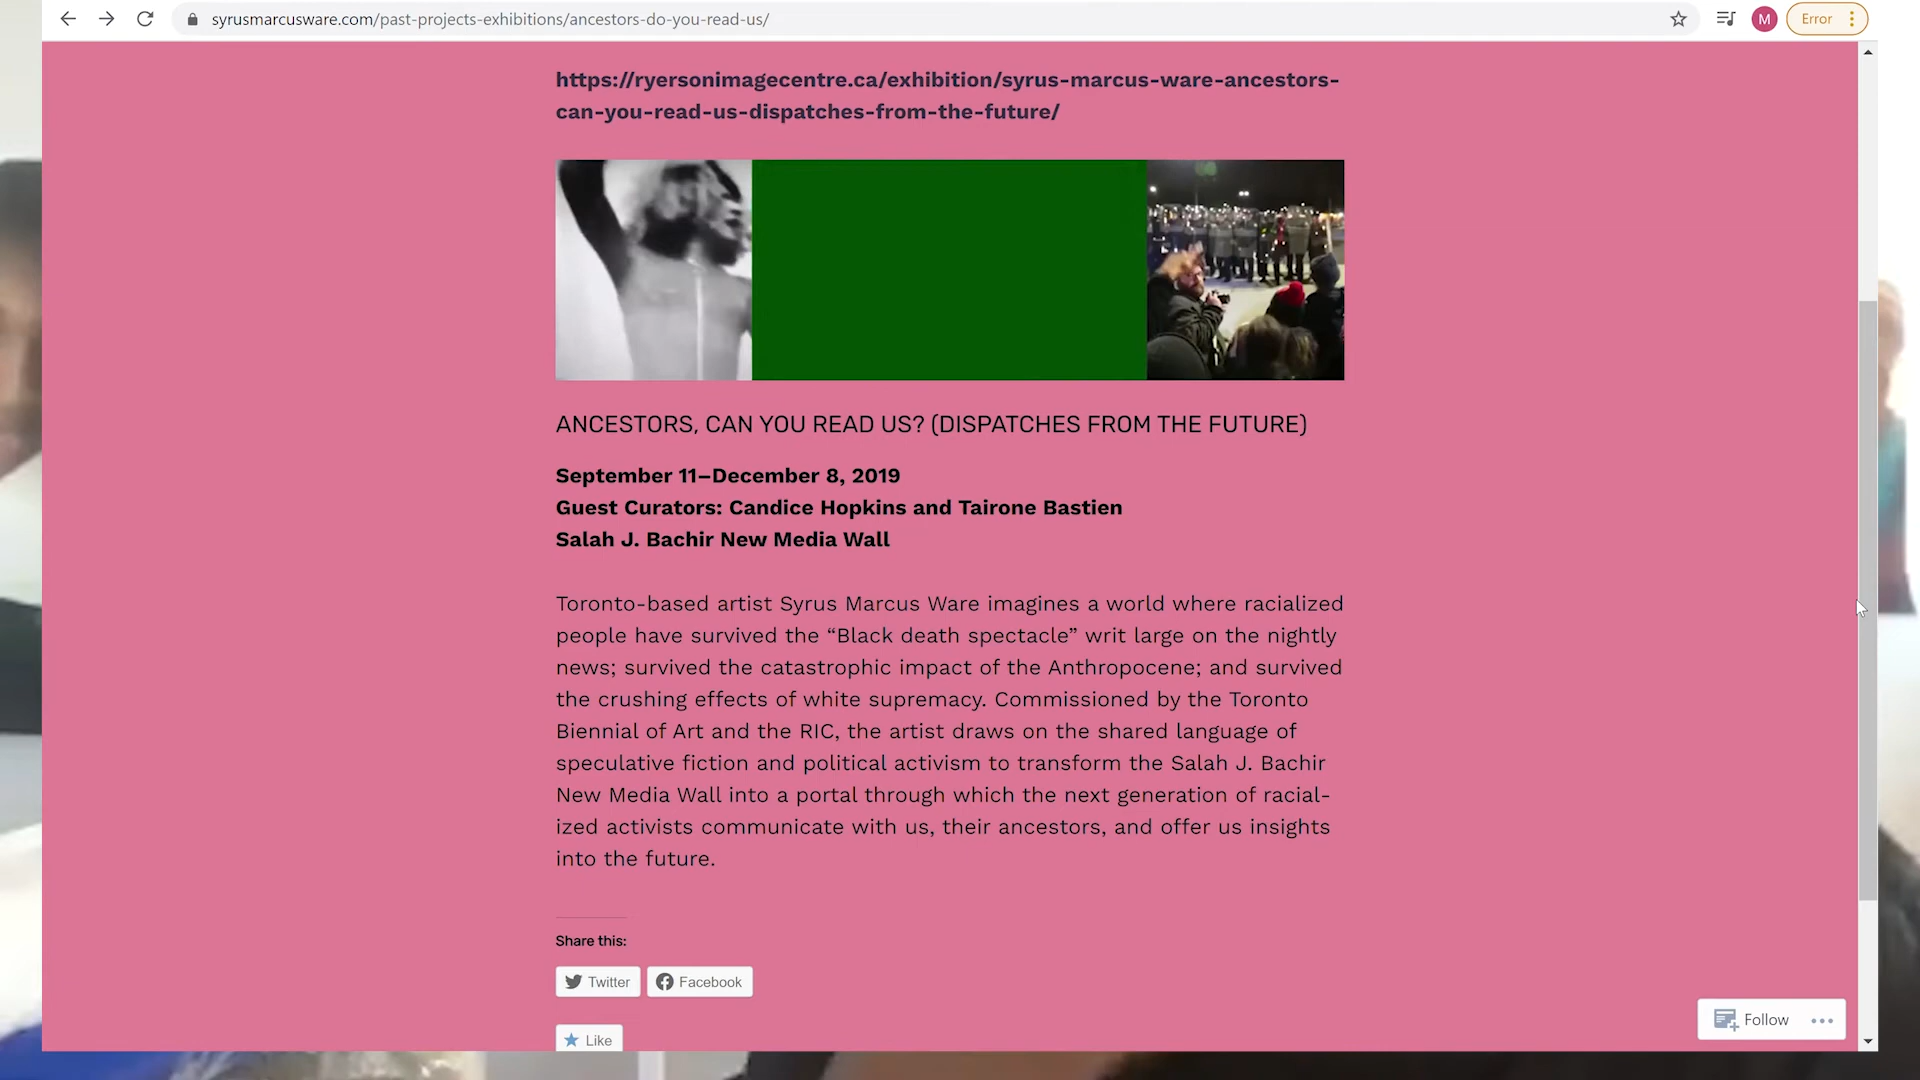 syrusmarcusware.com/past-projects-exhibitions/ancestors-do-you-read-us/
M
Error
https://ryersonimagecentre.ca/exhibition/syrus-marcus-ware-ancestors-
can-you-read-us-dispatches-from-the-future/
ANCESTORS, CAN YOU READ US? (DISPATCHES FROM THE FUTURE)
September 11–December 8, 2019
Guest Curators: Candice Hopkins and Tairone Bastien
Salah J. Bachir New Media Wall
Toronto-based artist Syrus Marcus Ware imagines a world where racialized
people have survived the “Black death spectacle” writ large on the nightly
news; survived the catastrophic impact of the Anthropocene; and survived
the crushing effects of white supremacy. Commissioned by the Toronto
Biennial of Art and the RIC, the artist draws on the shared language of
speculative fiction and political activism to transform the Salah J. Bachir
New Media Wall into a portal through which the next generation of racial-
ized activists communicate with us, their ancestors, and offer us insights
into the future.
Share this:
Twitter
Facebook
Like
Follow